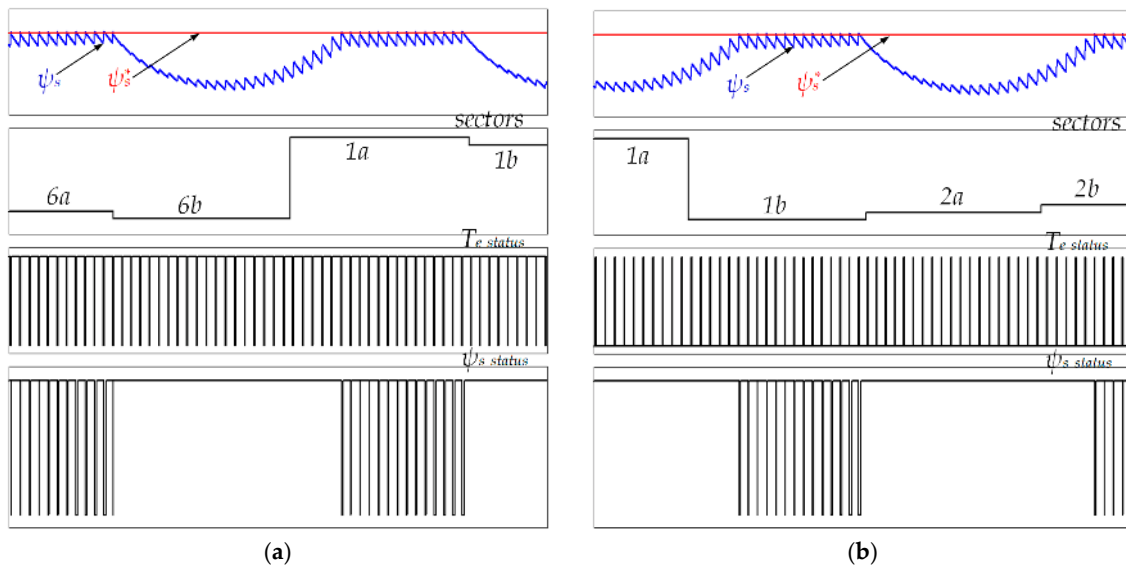 ψs
ψs*
sectors
6a
6b
1a
1b
Te status
ψs status
(a)
ψs
ψs*
sectors
1a
1b
2a
2b
Te status
ψs status
(b)